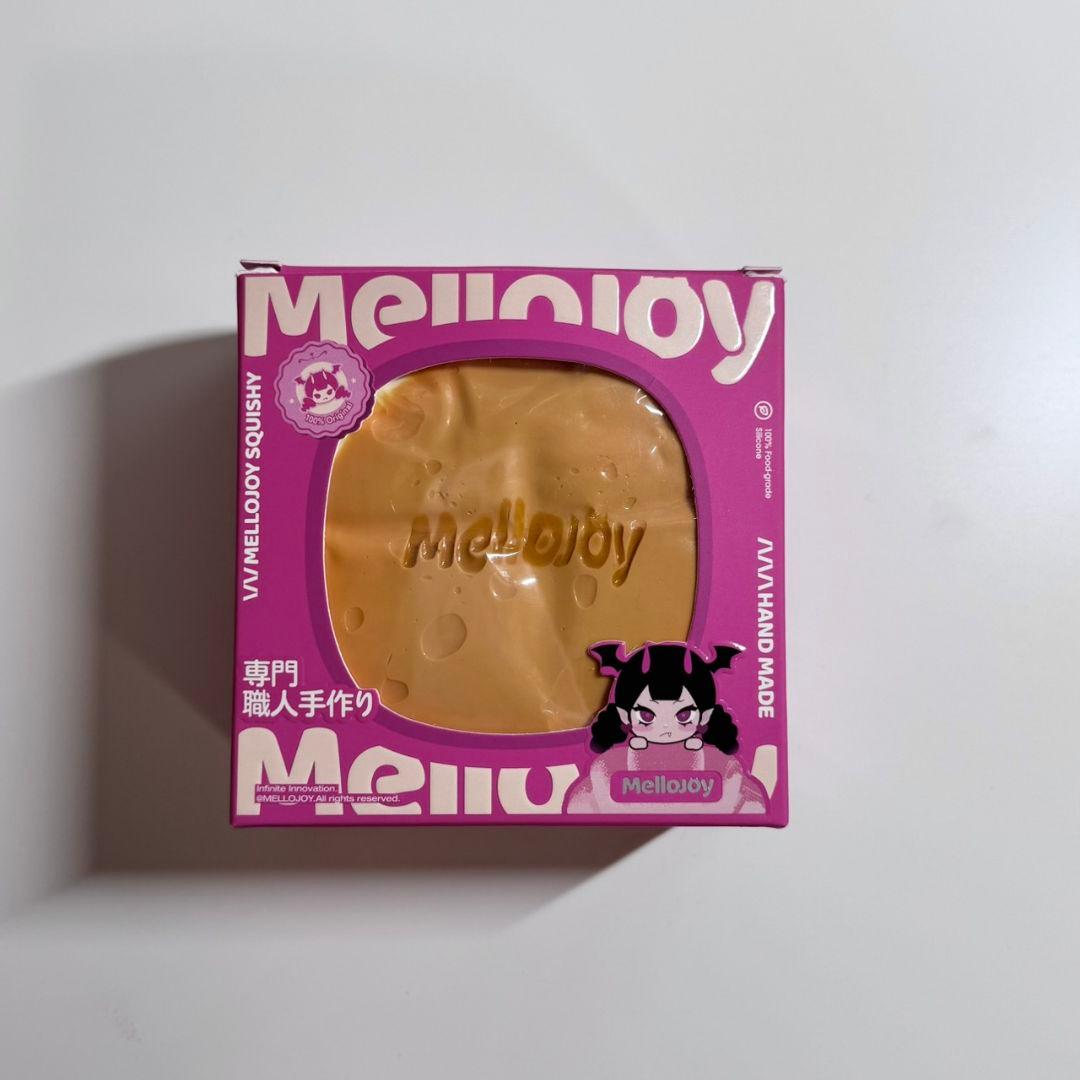 Mellojoy
100% Original
MELLOJOY SQUISHY
100% Food-grade
Silicone
Mellojoy
HAND MADE
専門
職人手作り
Mellojoy
Infinite Innovation.
@MELLOJOY.All rights reserved.